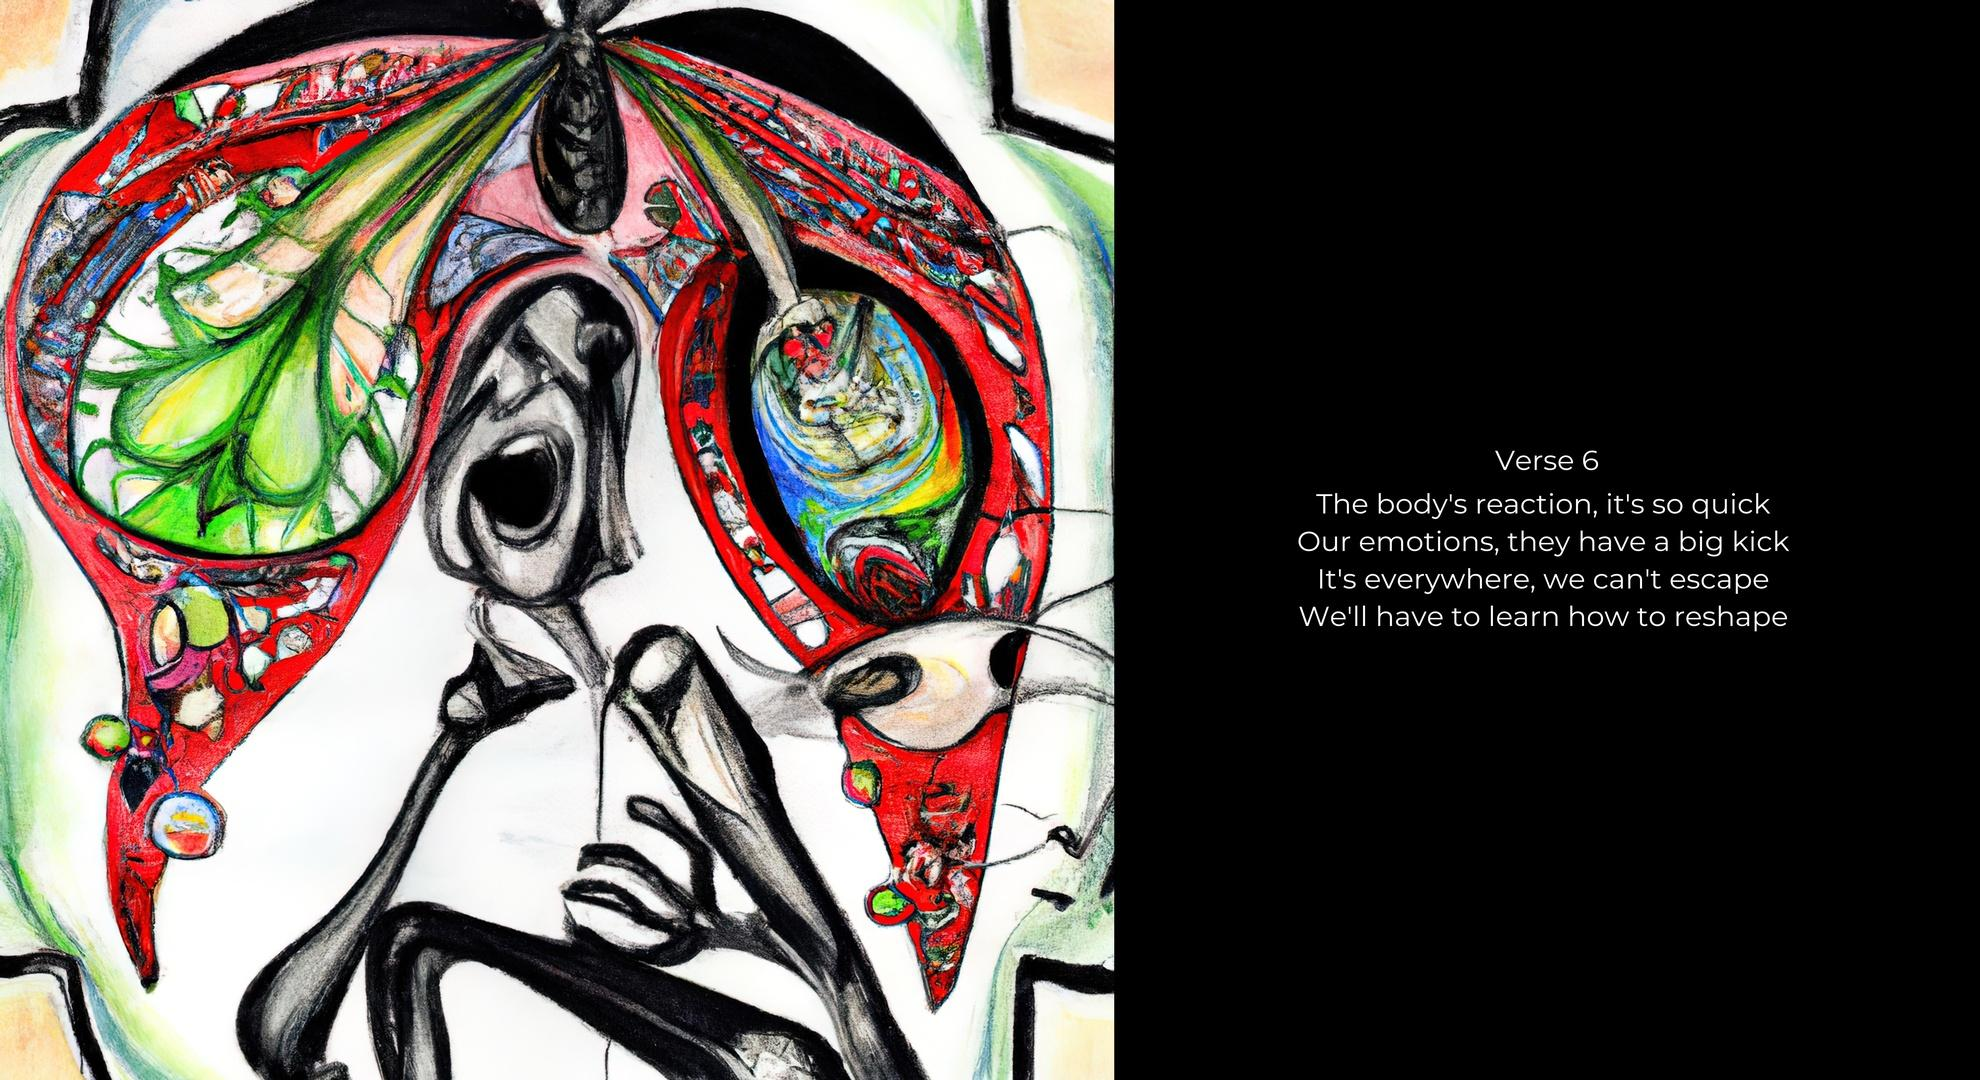 Verse 6
The body's reaction, it's so quick
Our emotions, they have a big kick
It's everywhere, we can't escape
We'll have to learn how to reshape